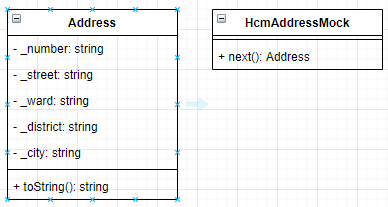 Address
- _number: string
- _street: string
- _ward: string
- _district: string
- _city: string
+ toString(): string
HcmAddressMock
+ next(): Address